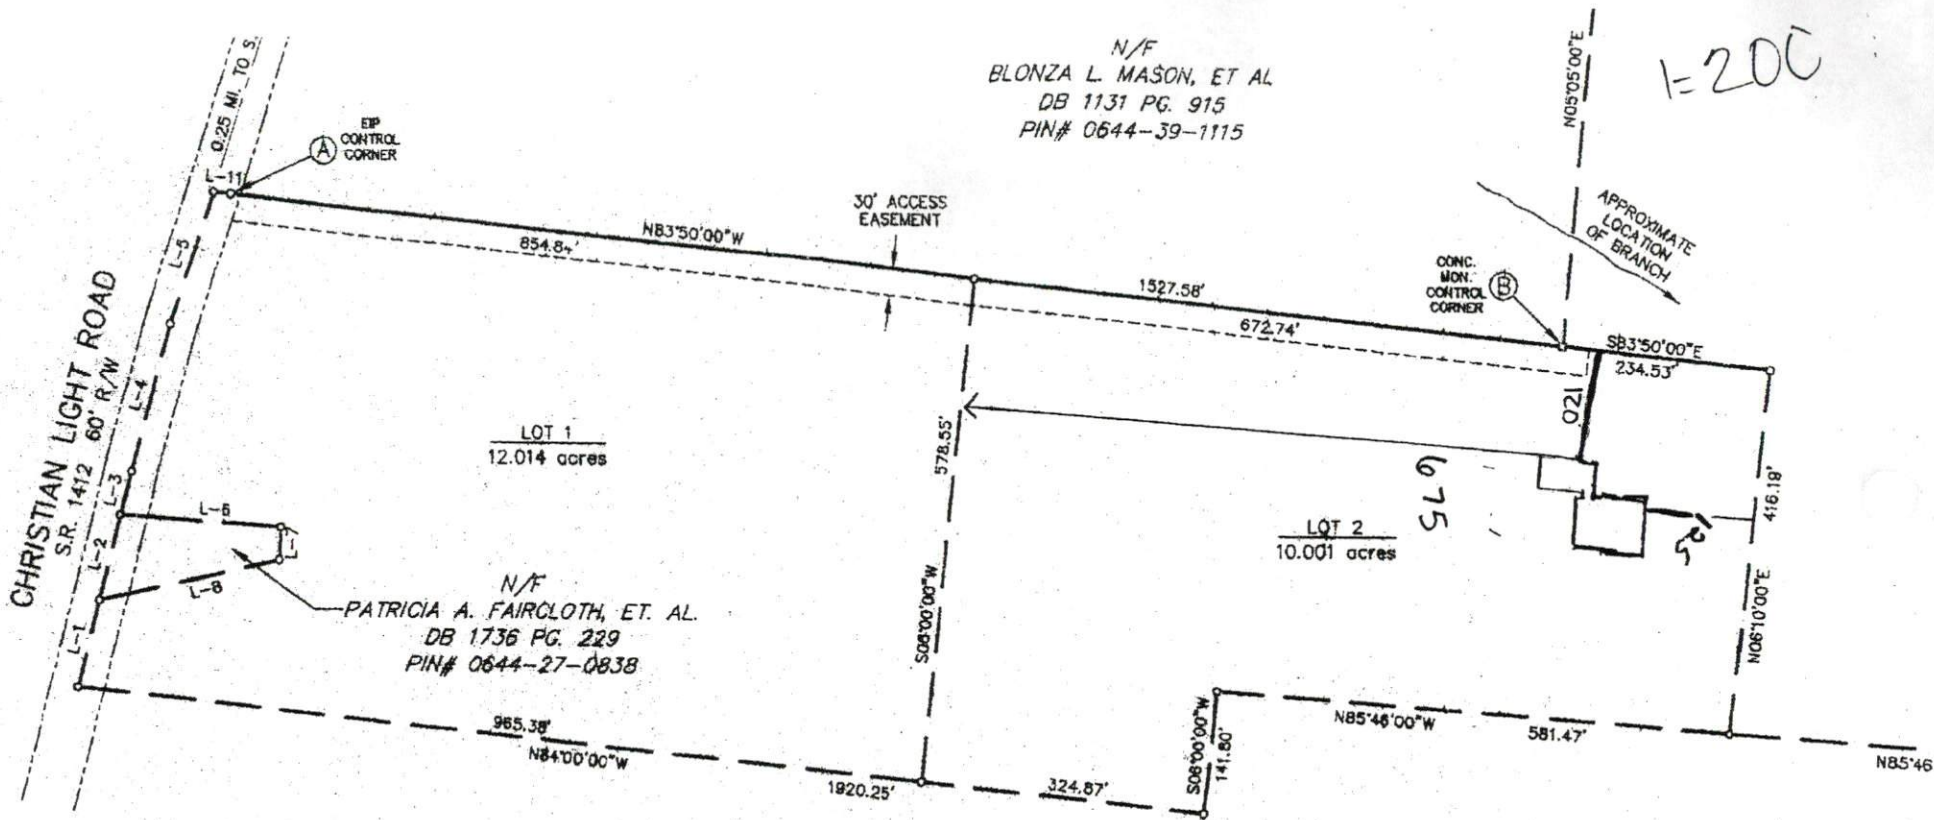 0.25 MI. TO S.
EIP
CONTROL
CORNER
A
L-11
N/F
BLONZA L. MASON, ET AL
DB 1131 PG. 915
PIN# 0644-39-1115
N05°05'00"E
1=200
30' ACCESS
EASEMENT
N83°50'00"W
854.84'
APPROXIMATE
LOCATION
OF BRANCH
CONC.
MON.
CONTROL
CORNER
B
1527.58'
672.74'
S83°50'00"E
234.53'
120'
L-5
L-4
L-3
L-2
L-1
L-6
L-7
L-8
CHRISTIAN LIGHT ROAD
S.R. 1412 60' R/W
LOT 1
12.014 acres
578.55'
S06°00'00"W
675
LOT 2
10.001 acres
416.19'
N06°10'00"E
N/F
PATRICIA A. FAIRCLOTH, ET. AL.
DB 1736 PG. 229
PIN# 0644-27-0838
965.38'
N84°00'00"W
1920.25'
324.87'
S06°00'00"W
141.80'
N85°46'00"W
581.47'
N85°46